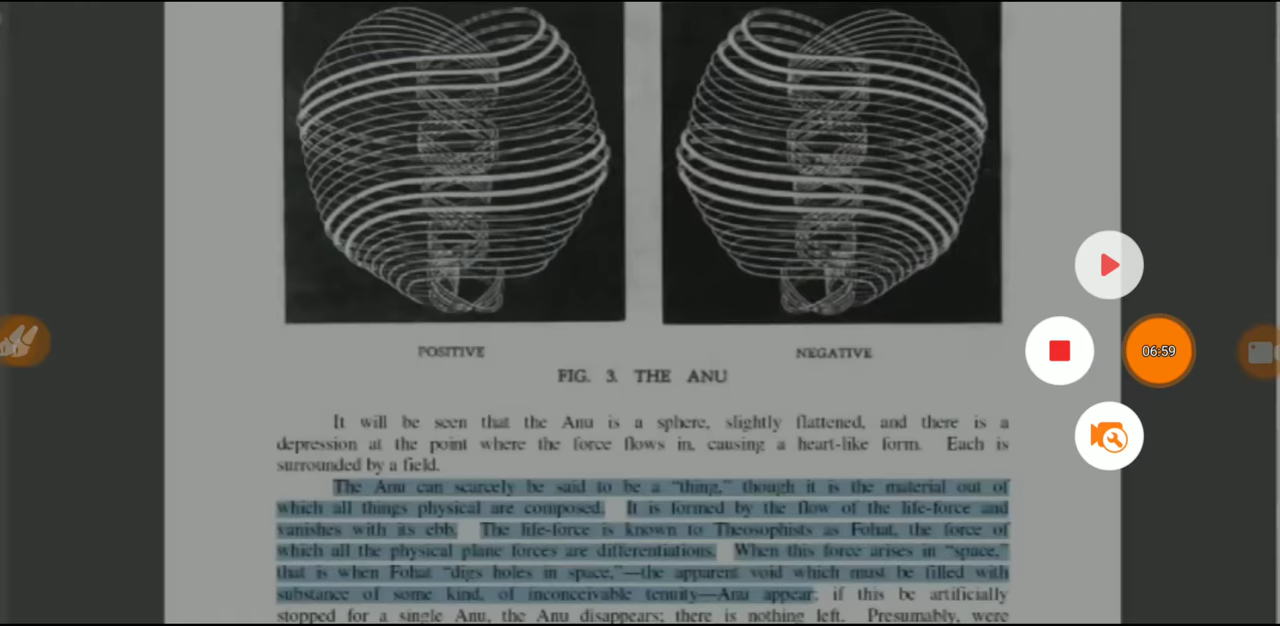 POSITIVE
NEGATIVE
FIG. 3. THE ANU
It will be seen that the Anu is a sphere, slightly flattened, and there is a
depression at the point where the force flows in, causing a heart-like form. Each is
surrounded by a field.
The Anu can scarcely be said to be a "thing," though it is the material out of
which all things physical are composed. It is formed by the flow of the life-force and
vanishes with its ebb. The life-force is known to Theosophists as Fohat, the force of
which all the physical plane forces are differentiations. When this force arises in "space,"
that is when Fohat "digs holes in space,"—the apparent void which must be filled with
substance of some kind, of inconceivable tenuity—Anu appear; if this be artificially
stopped for a single Anu, the Anu disappears; there is nothing left. Presumably, were
06:59